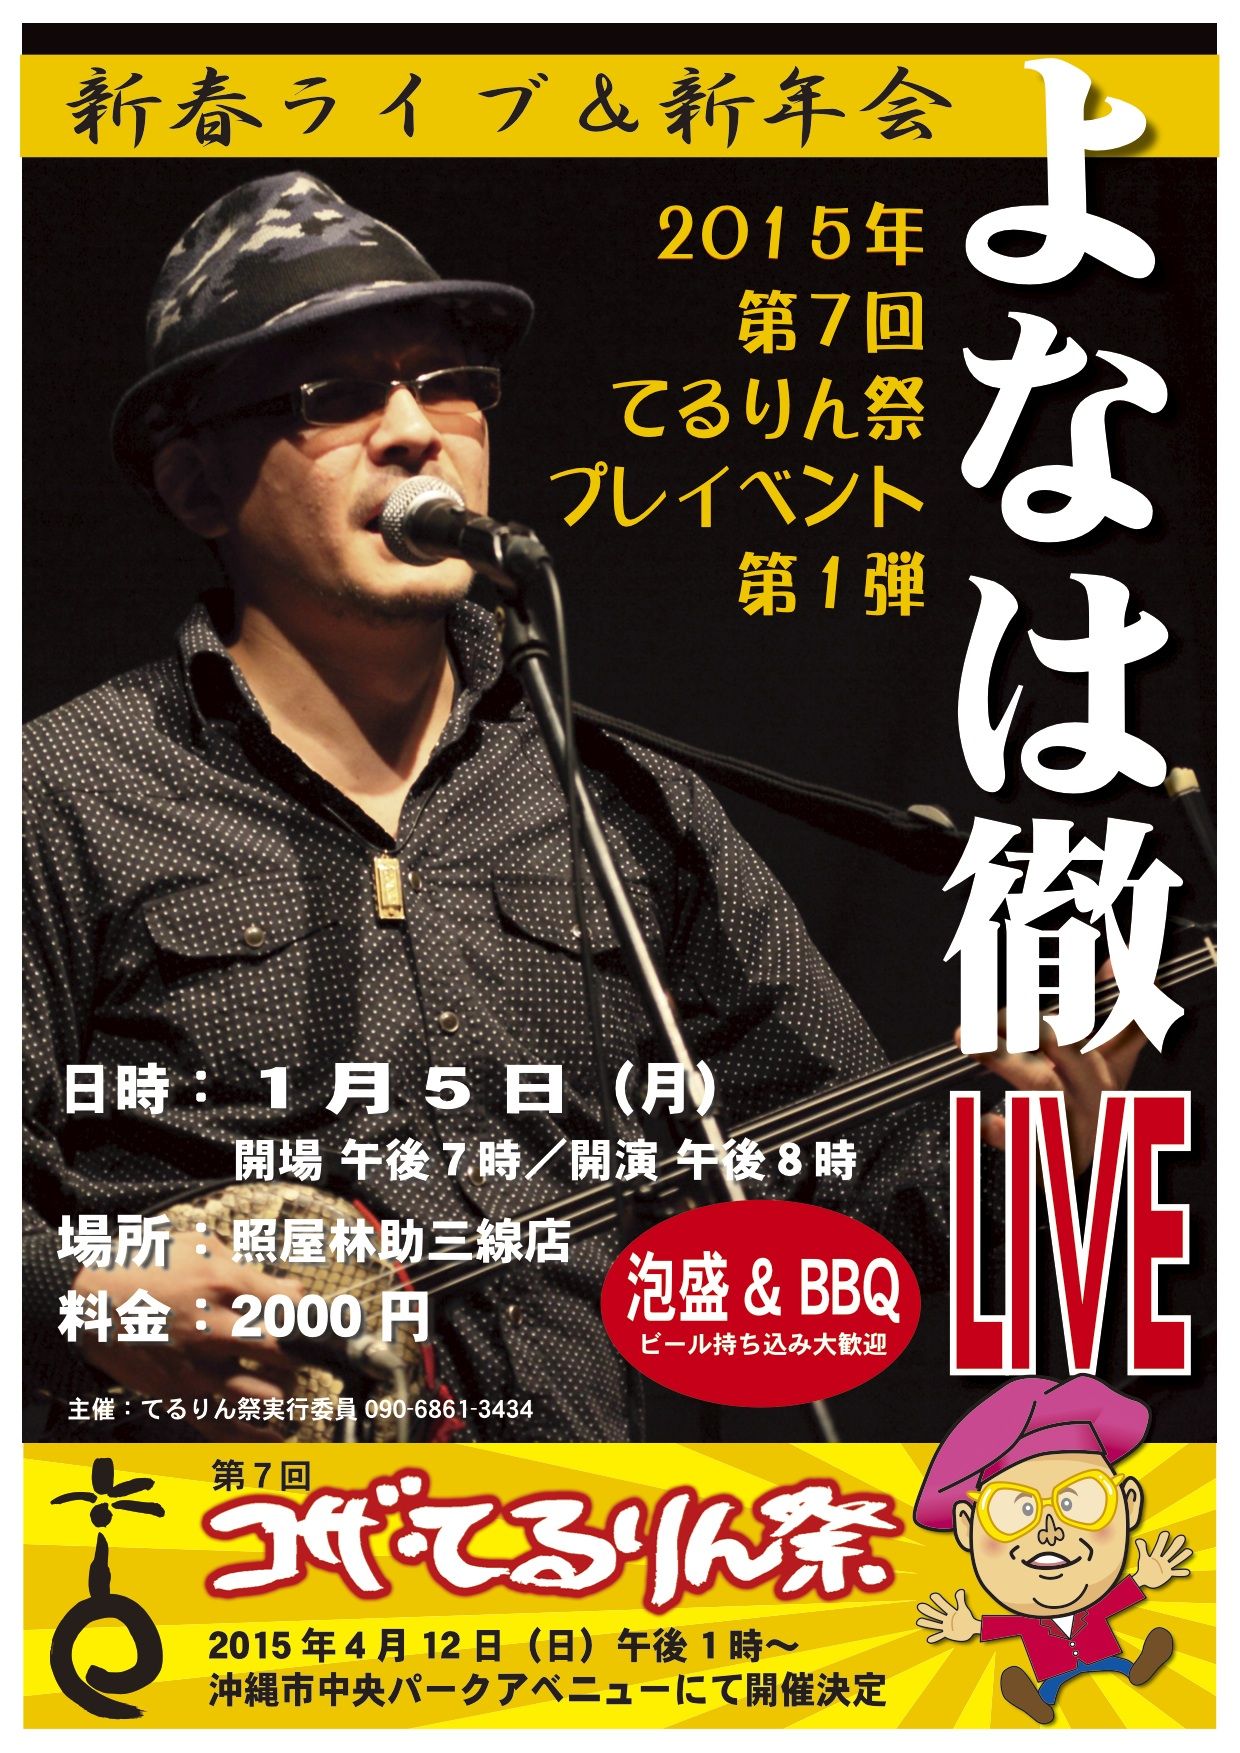 新春ライブ＆新年会
よなは徹
LIVE
2015年
第7回
てるりん祭
プレイベント
第1弾
日時： 1月5日（月）
開場 午後7時／開演 午後8時
場所：照屋林助三線店
料金：2000円
泡盛 & BBQ
ビール持ち込み大歓迎
主催：てるりん祭実行委員 090-6861-3434
第7回
コザ・てるりん祭
2015年4月12日（日）午後1時～
沖縄市中央パークアベニューにて開催決定